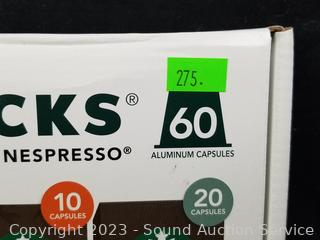 275.
CKS®
60
NESPRESSO®
ALUMINUM CAPSULES
10
CAPSULES
20
CAPSULES
Copyright 2023 - Sound Auction Service